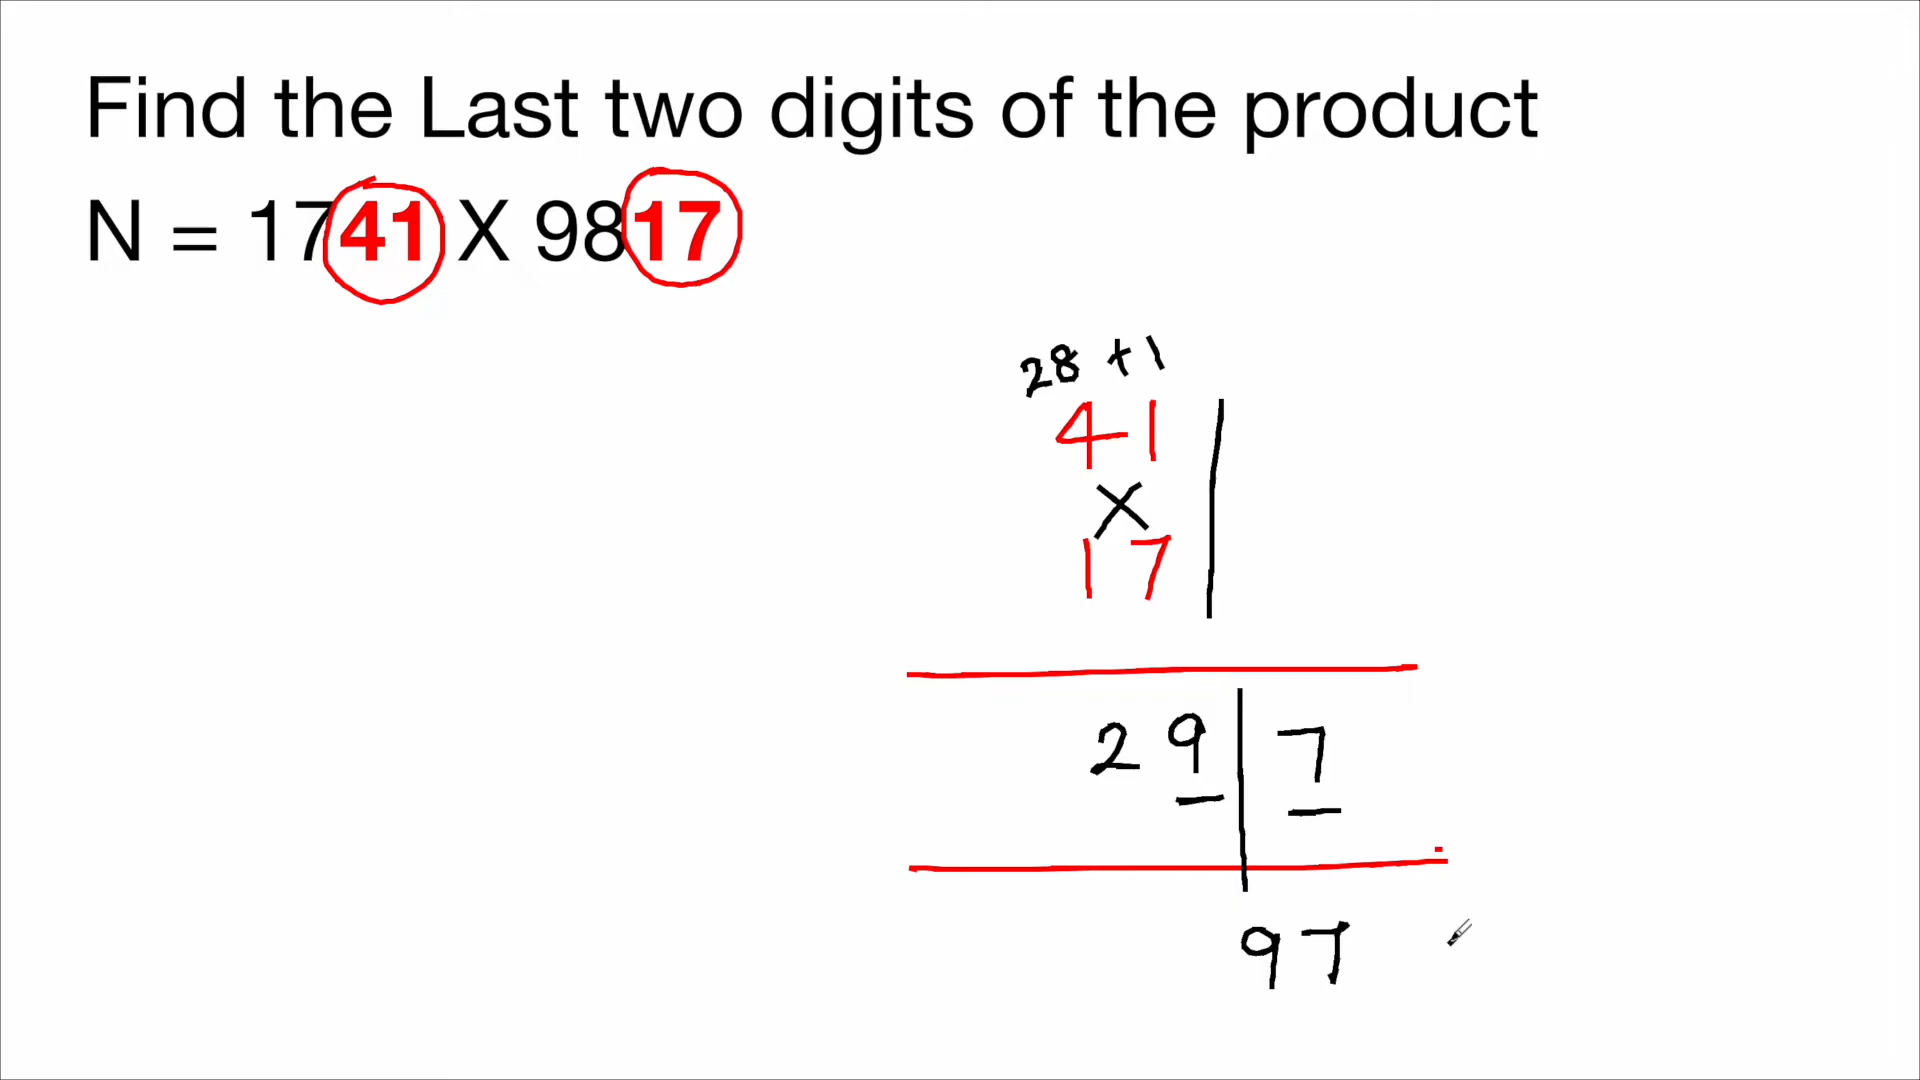 Find the Last two digits of the product
N = 1741 X 9817
28 + 1
41
X
17
29 | 7
97